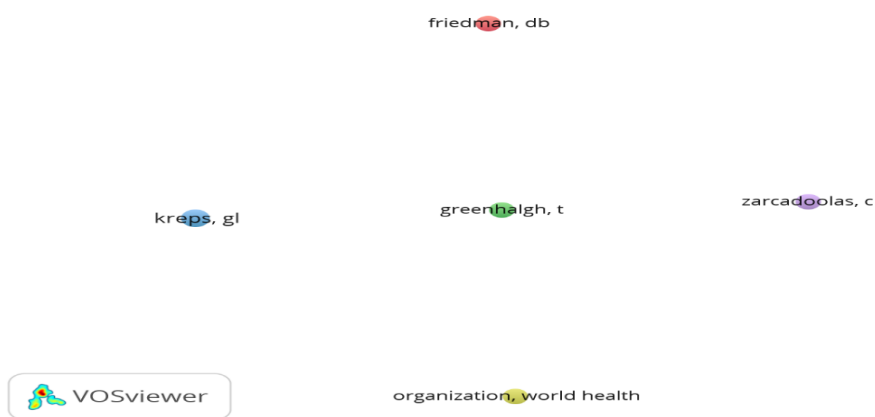 friedman, db
zarcadoolas, c
greenhalgh, t
kreps, gl
organization, world health
VOSviewer